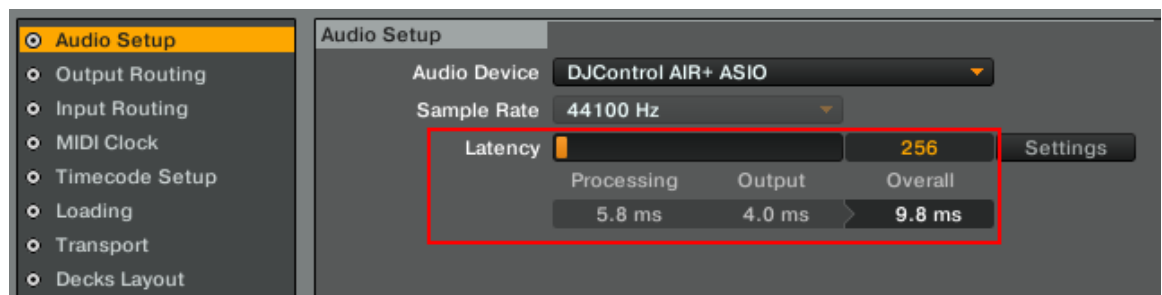 Audio Setup
Output Routing
Input Routing
MIDI Clock
Timecode Setup
Loading
Transport
Decks Layout
Audio Setup
Audio Device DJControl AIR+ ASIO
Sample Rate 44100 Hz
Latency 256 Settings
Processing Output Overall
5.8 ms 4.0 ms 9.8 ms